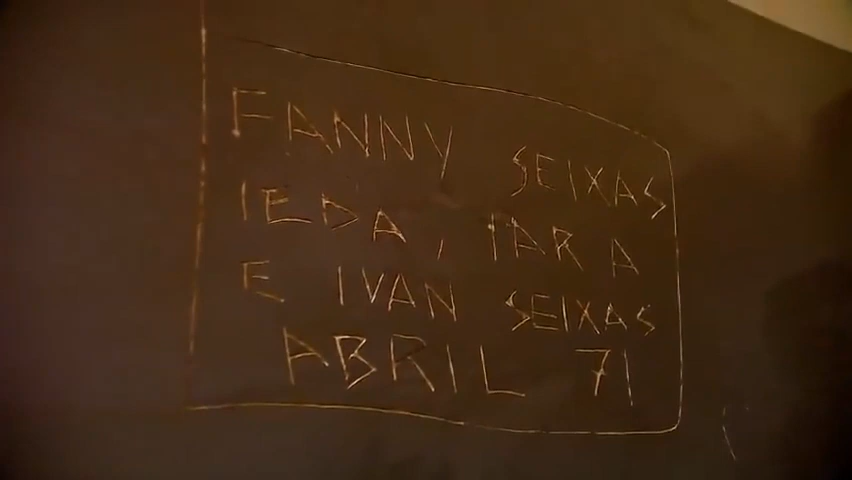 FANNY SEIXAS
IEDA, IARA
E IVAN SEIXAS
ABRIL 71